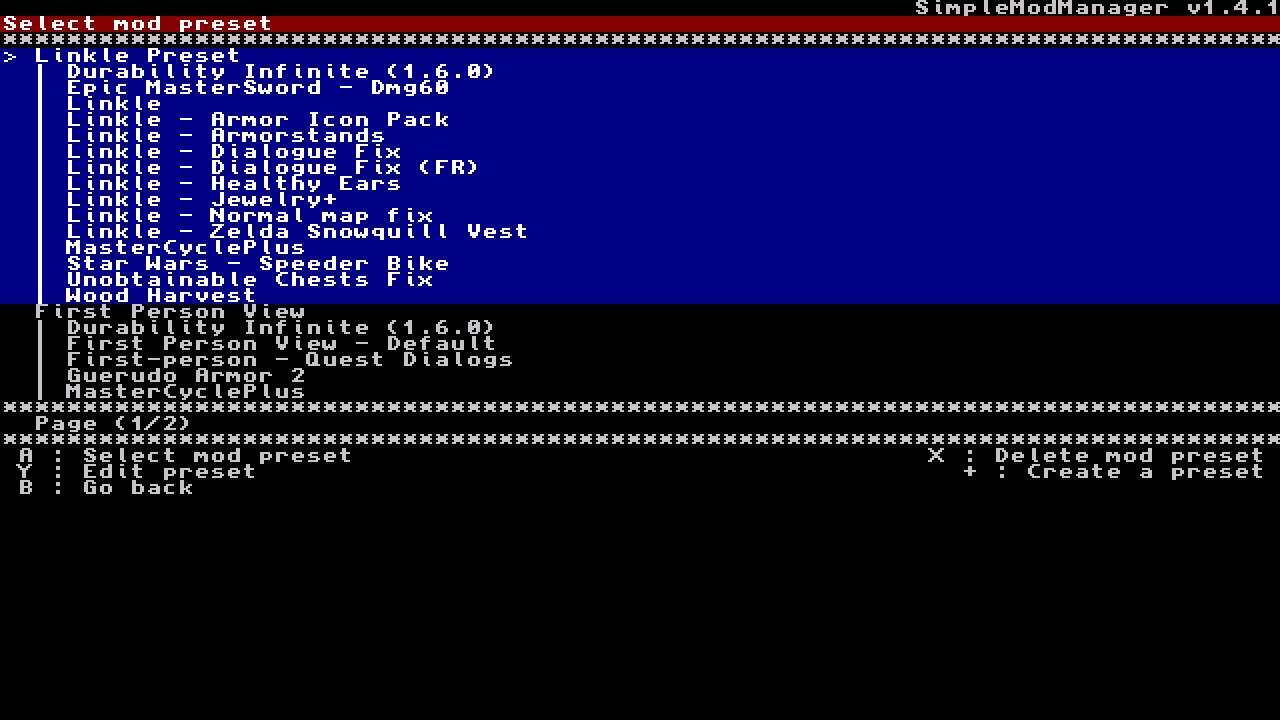 SimpleModManager v1.4.1
Select mod preset
********************************************************************************
> Linkle Preset
| Durability Infinite (1.6.0)
| Epic MasterSword - Dmg60
| Linkle
| Linkle - Armor Icon Pack
| Linkle - Armorstands
| Linkle - Dialogue Fix
| Linkle - Dialogue Fix (FR)
| Linkle - Healthy Ears
| Linkle - Jewelry+
| Linkle - Normal map fix
| Linkle - Zelda Snowquill Vest
| MasterCyclePlus
| Star Wars - Speeder Bike
| Unobtainable Chests Fix
| Wood Harvest
First Person View
| Durability Infinite (1.6.0)
| First Person View - Default
| First-person - Quest Dialogs
| Guerudo Armor 2
| MasterCyclePlus
********************************************************************************
Page (1/2)
********************************************************************************
A : Select mod preset X : Delete mod preset
Y : Edit preset + : Create a preset
B : Go back